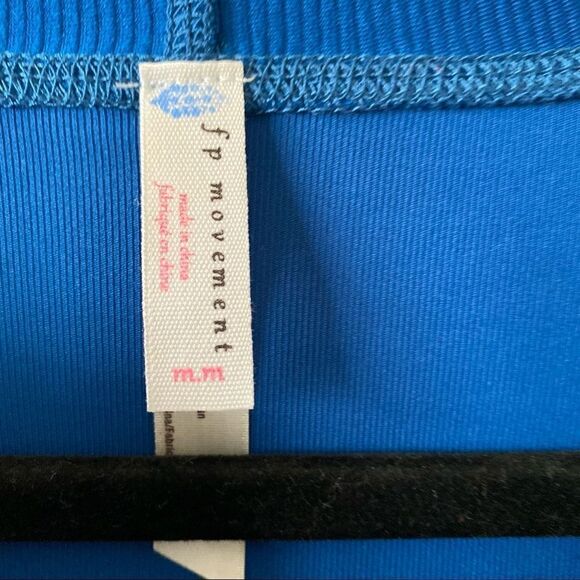 fp movement
made in china
fabriqué en chine
m.m